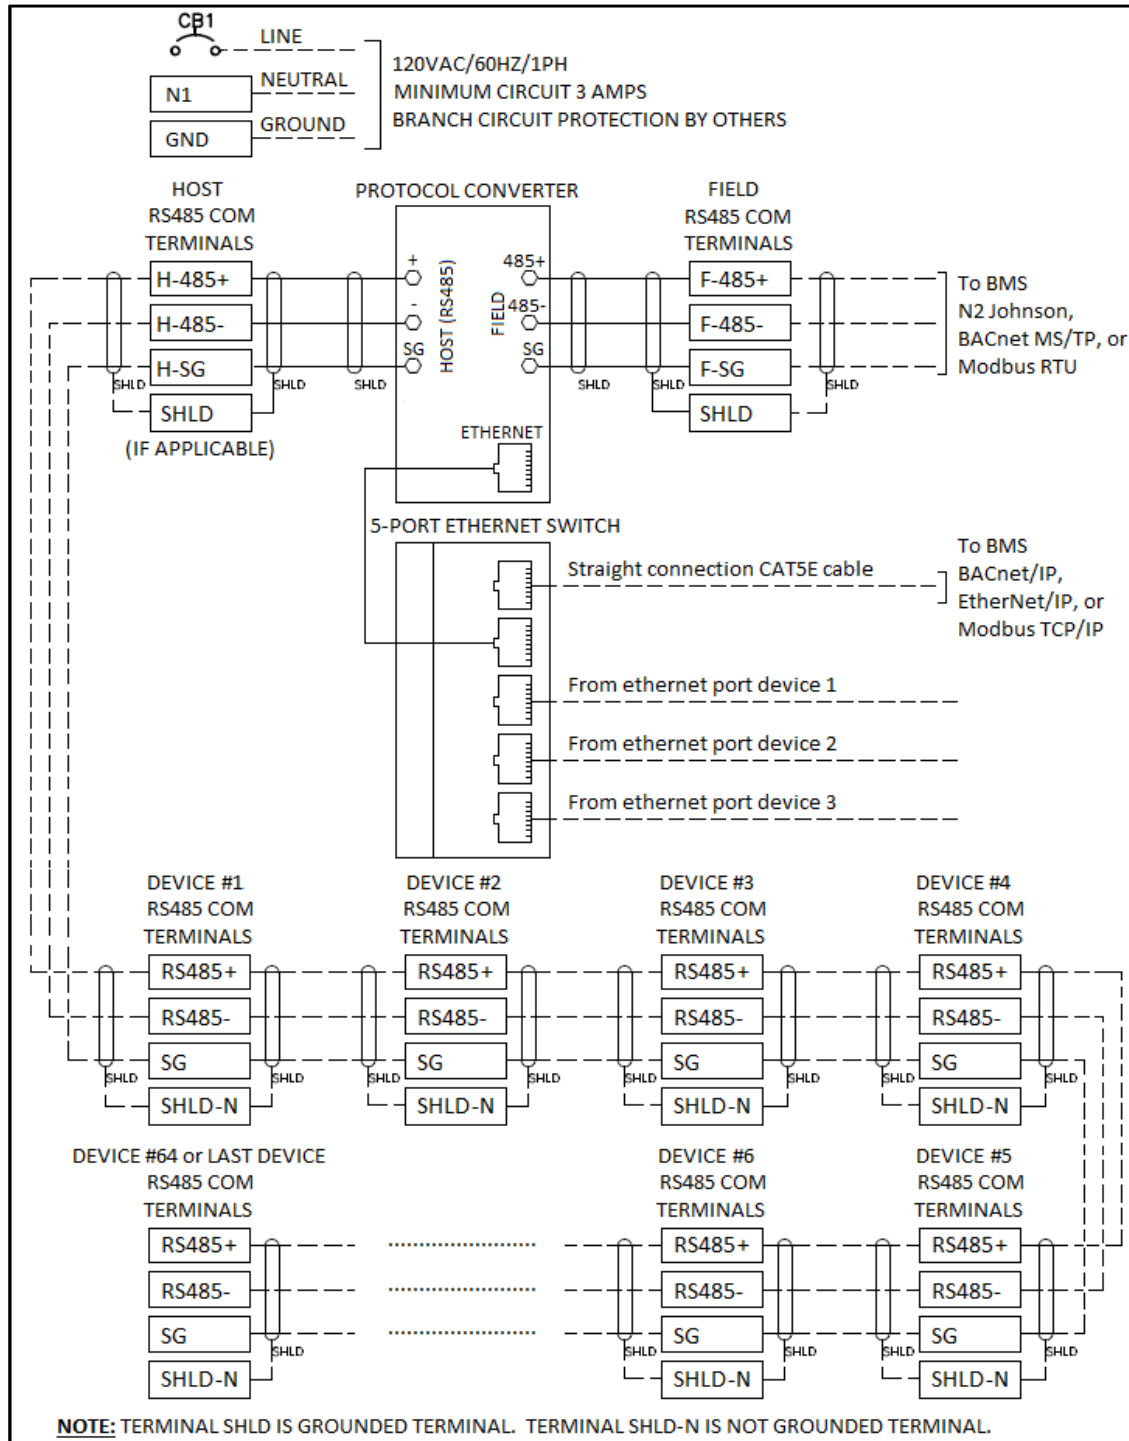 CB1
LINE
N1
NEUTRAL
GND
GROUND
120VAC/60HZ/1PH
MINIMUM CIRCUIT 3 AMPS
BRANCH CIRCUIT PROTECTION BY OTHERS
HOST
RS485 COM
TERMINALS
H-485+
H-485-
H-SG
SHLD
SHLD
SHLD
SHLD
(IF APPLICABLE)
PROTOCOL CONVERTER
+
-
SG
HOST (RS485)
FIELD
485+
485-
SG
ETHERNET
FIELD
RS485 COM
TERMINALS
F-485+
F-485-
F-SG
SHLD
SHLD
SHLD
SHLD
To BMS
N2 Johnson,
BACnet MS/TP, or
Modbus RTU
5-PORT ETHERNET SWITCH
Straight connection CAT5E cable
To BMS
BACnet/IP,
EtherNet/IP, or
Modbus TCP/IP
From ethernet port device 1
From ethernet port device 2
From ethernet port device 3
DEVICE #1
RS485 COM
TERMINALS
RS485+
RS485-
SG
SHLD
SHLD
SHLD-N
DEVICE #2
RS485 COM
TERMINALS
RS485+
RS485-
SG
SHLD
SHLD
SHLD-N
DEVICE #3
RS485 COM
TERMINALS
RS485+
RS485-
SG
SHLD
SHLD
SHLD-N
DEVICE #4
RS485 COM
TERMINALS
RS485+
RS485-
SG
SHLD
SHLD
SHLD-N
DEVICE #64 or LAST DEVICE
RS485 COM
TERMINALS
RS485+
RS485-
SG
SHLD
SHLD-N
DEVICE #6
RS485 COM
TERMINALS
RS485+
RS485-
SG
SHLD
SHLD
SHLD-N
DEVICE #5
RS485 COM
TERMINALS
RS485+
RS485-
SG
SHLD
SHLD
SHLD-N
NOTE: TERMINAL SHLD IS GROUNDED TERMINAL. TERMINAL SHLD-N IS NOT GROUNDED TERMINAL.